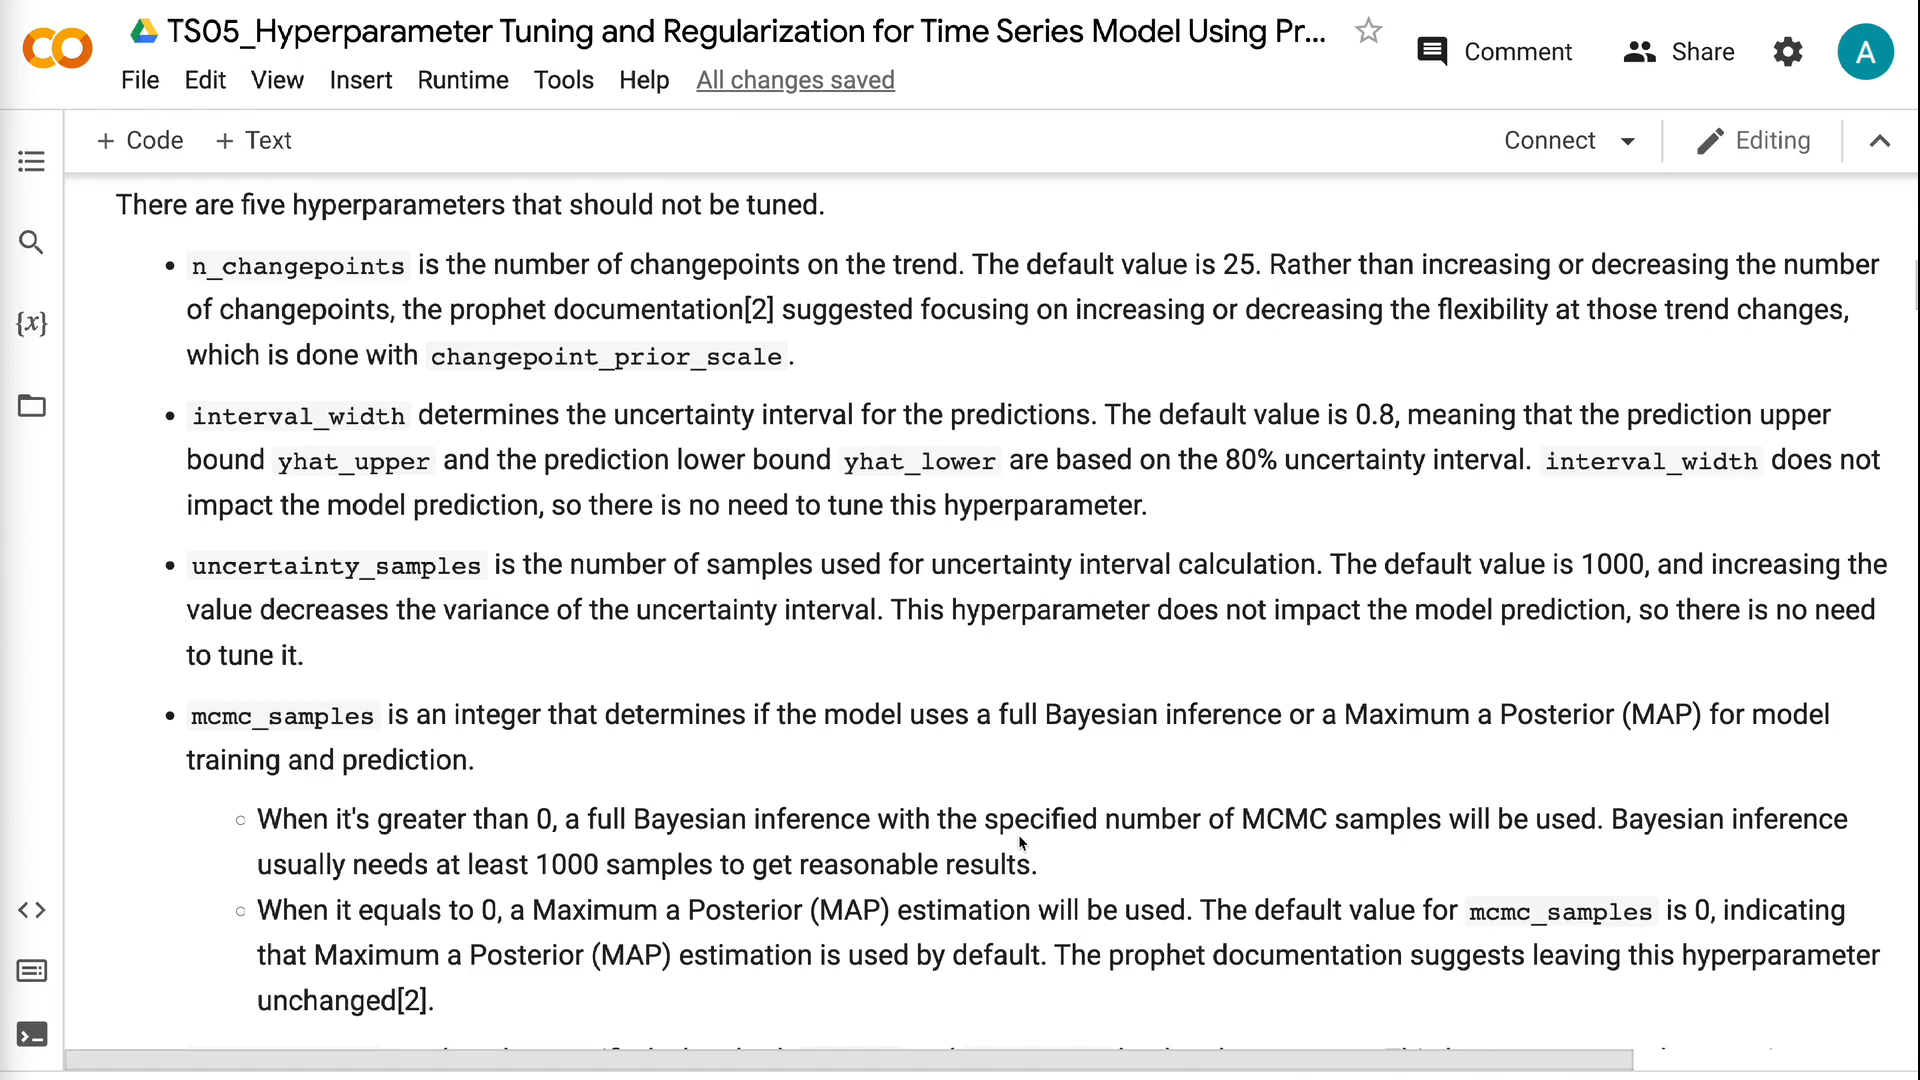 TS05_Hyperparameter Tuning and Regularization for Time Series Model Using Pr...
Comment
Share
A
File Edit View Insert Runtime Tools Help All changes saved
+ Code + Text
Connect
Editing
There are five hyperparameters that should not be tuned.
• n_changepoints is the number of changepoints on the trend. The default value is 25. Rather than increasing or decreasing the number
of changepoints, the prophet documentation[2] suggested focusing on increasing or decreasing the flexibility at those trend changes,
which is done with changepoint_prior_scale.
• interval_width determines the uncertainty interval for the predictions. The default value is 0.8, meaning that the prediction upper
bound yhat_upper and the prediction lower bound yhat_lower are based on the 80% uncertainty interval. interval_width does not
impact the model prediction, so there is no need to tune this hyperparameter.
• uncertainty_samples is the number of samples used for uncertainty interval calculation. The default value is 1000, and increasing the
value decreases the variance of the uncertainty interval. This hyperparameter does not impact the model prediction, so there is no need
to tune it.
• mcmc_samples is an integer that determines if the model uses a full Bayesian inference or a Maximum a Posterior (MAP) for model
training and prediction.
○ When it's greater than 0, a full Bayesian inference with the specified number of MCMC samples will be used. Bayesian inference
usually needs at least 1000 samples to get reasonable results.
○ When it equals to 0, a Maximum a Posterior (MAP) estimation will be used. The default value for mcmc_samples is 0, indicating
that Maximum a Posterior (MAP) estimation is used by default. The prophet documentation suggests leaving this hyperparameter
unchanged[2].